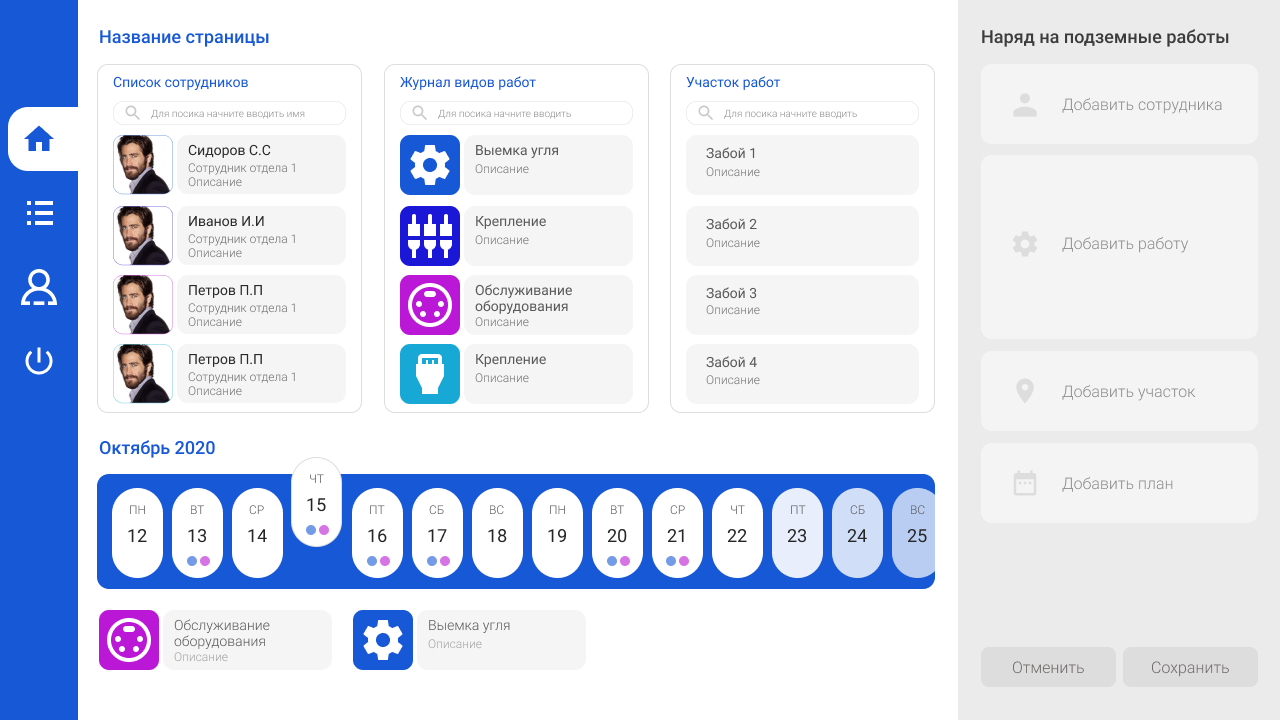 Название страницы
Список сотрудников
Для посика начните вводить имя
Сидоров С.С
Сотрудник отдела 1
Описание
Иванов И.И
Сотрудник отдела 1
Описание
Петров П.П
Сотрудник отдела 1
Описание
Петров П.П
Сотрудник отдела 1
Описание
Журнал видов работ
Для посика начните вводить
Выемка угля
Описание
Крепление
Описание
Обслуживание
оборудования
Описание
Крепление
Описание
Участок работ
Для посика начните вводить
Забой 1
Описание
Забой 2
Описание
Забой 3
Описание
Забой 4
Описание
Октябрь 2020
ПН
12
ВТ
13
СР
14
ЧТ
15
ПТ
16
СБ
17
ВС
18
ПН
19
ВТ
20
СР
21
ЧТ
22
ПТ
23
СБ
24
ВС
25
Обслуживание
оборудования
Описание
Выемка угля
Описание
Наряд на подземные работы
Добавить сотрудника
Добавить работу
Добавить участок
Добавить план
Отменить
Сохранить